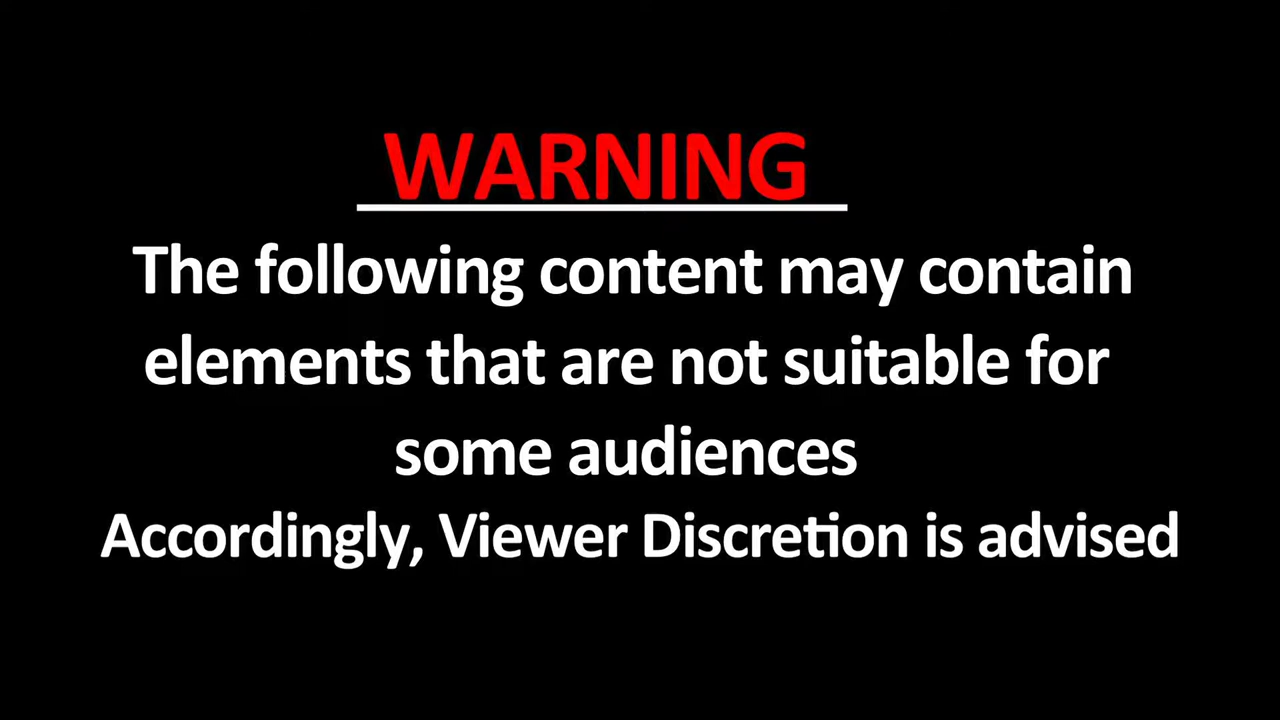 WARNING
The following content may contain
elements that are not suitable for
some audiences
Accordingly, Viewer Discretion is advised